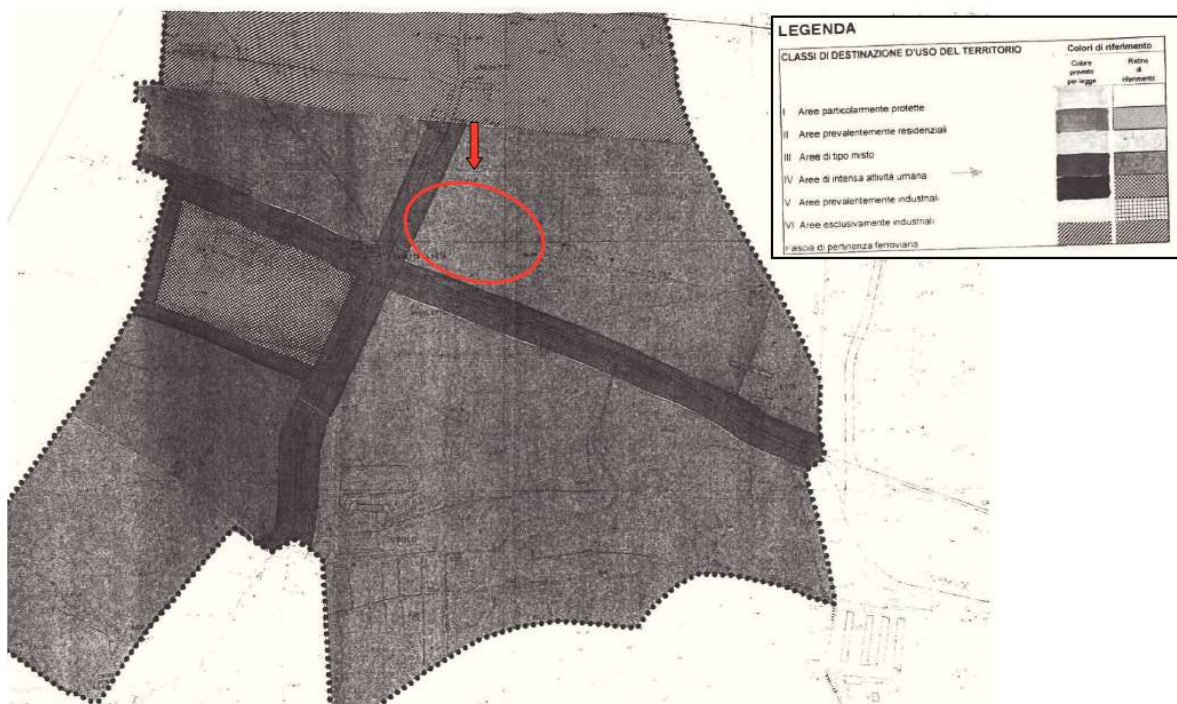 LEGENDA
CLASSI DI DESTINAZIONE D'USO DEL TERRITORIO
Colori di riferimento
Colore
previsto
per legge
Retino
di
riferimento
I Aree particolarmente protette
II Aree prevalentemente residenziali
III Aree di tipo misto
IV Aree di intensa attività umana
V Aree prevalentemente industriali
VI Aree esclusivamente industriali
Fascia di pertinenza ferroviaria